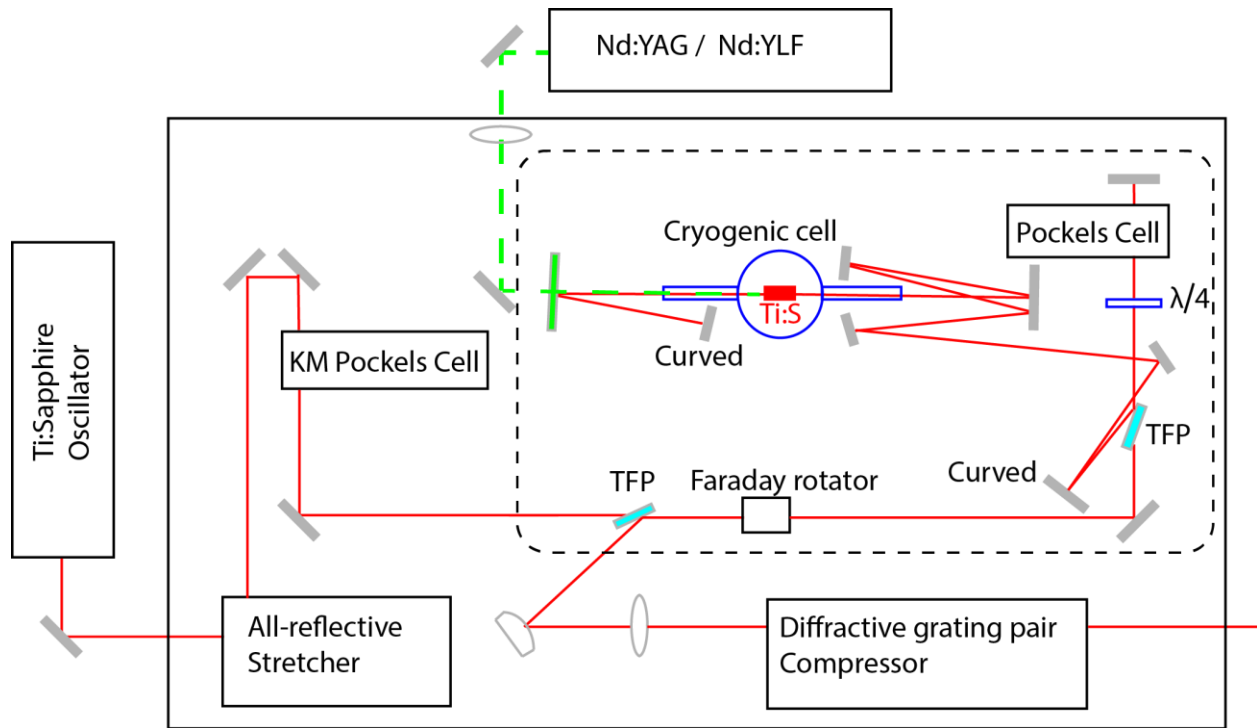 Nd:YAG / Nd:YLF
Ti:Sapphire
Oscillator
Cryogenic cell
Pockels Cell
Ti:S
λ/4
Curved
KM Pockels Cell
TFP
Curved
TFP
Faraday rotator
All-reflective
Stretcher
Diffractive grating pair
Compressor